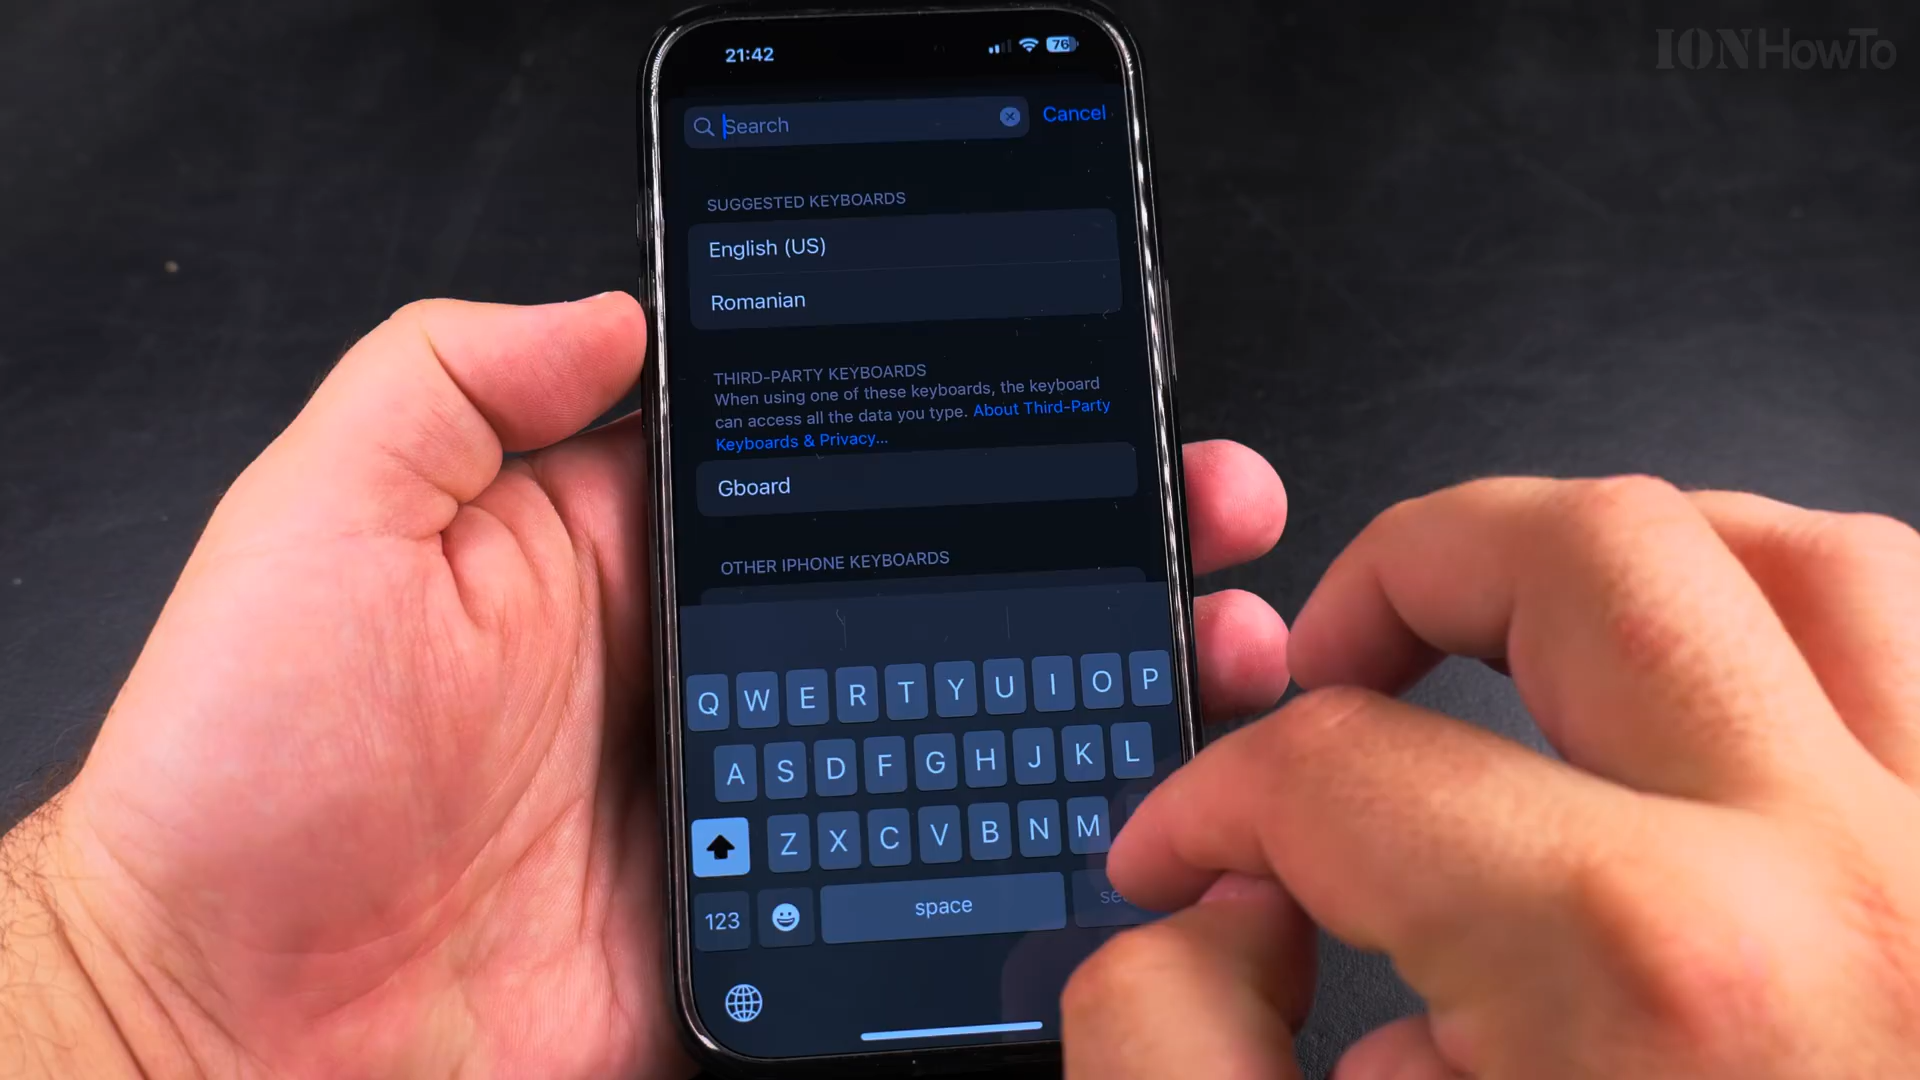 ION HowTo
21:42
76
Search
Cancel
SUGGESTED KEYBOARDS
English (US)
Romanian
THIRD-PARTY KEYBOARDS
When using one of these keyboards, the keyboard
can access all the data you type. About Third-Party
Keyboards & Privacy...
Gboard
OTHER IPHONE KEYBOARDS
Q W E R T Y U I O P
A S D F G H J K L
Z X C V B N M
123 space